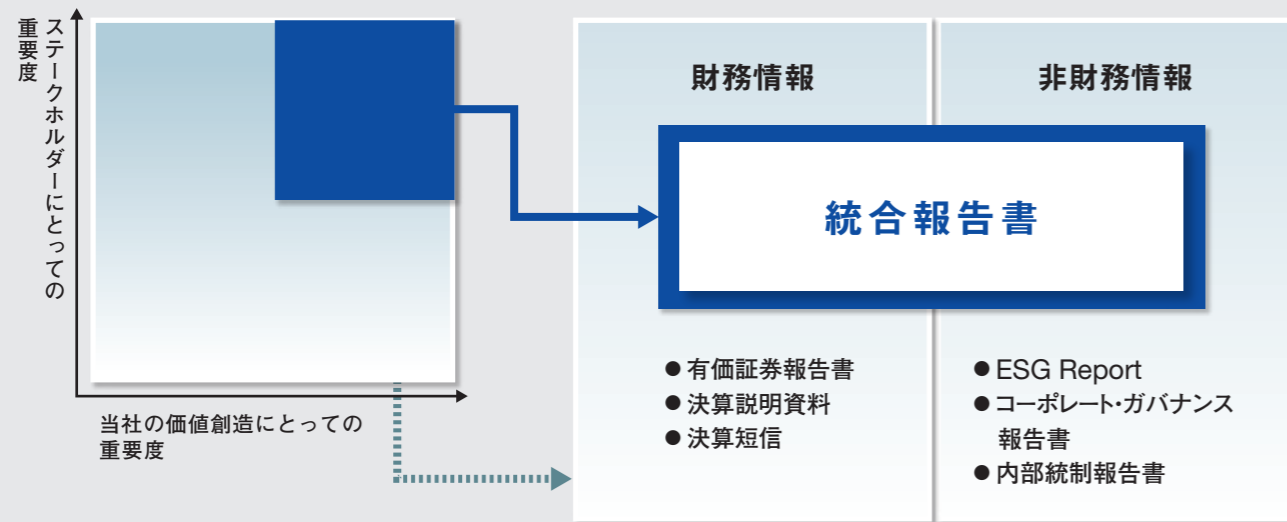 ステークホルダーにとっての
重要度
当社の価値創造にとっての
重要度
財務情報
非財務情報
統合報告書
● 有価証券報告書
● 決算説明資料
● 決算短信
● ESG Report
● コーポレート・ガバナンス
報告書
● 内部統制報告書